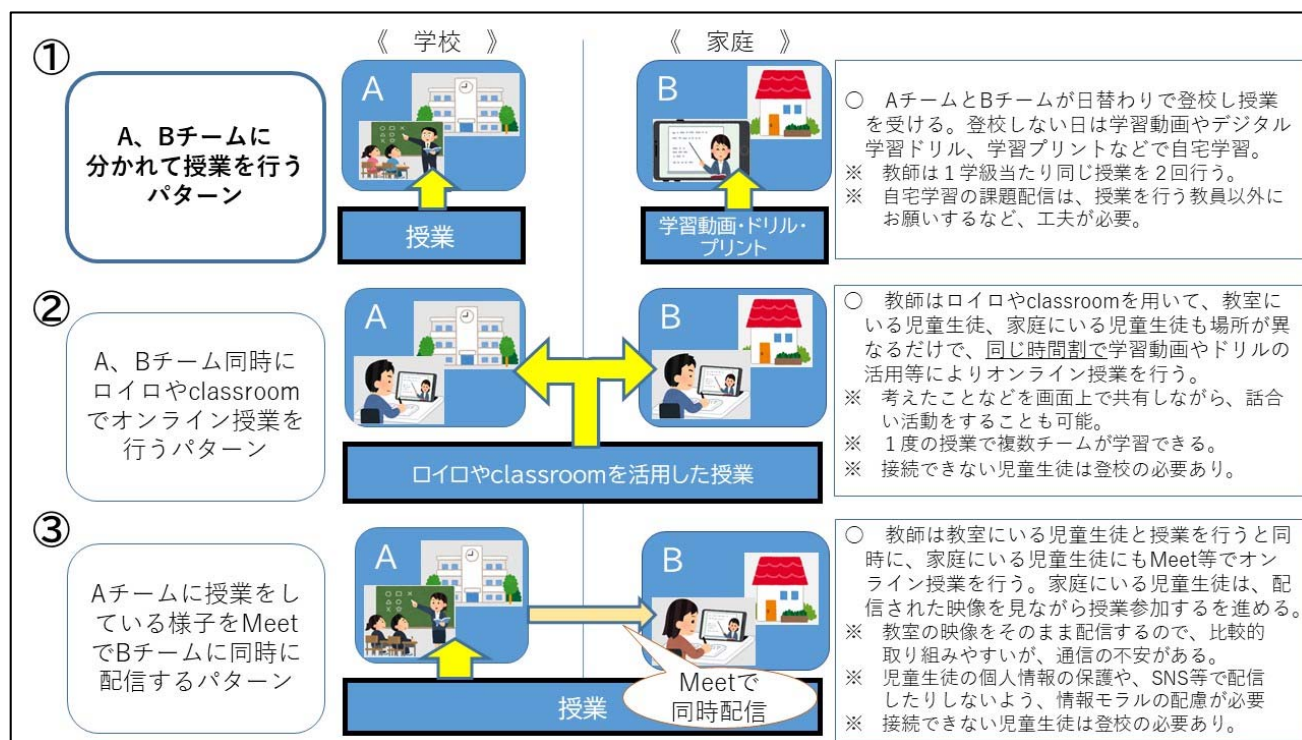 《 学校 》
《 家庭 》
①
A、Bチームに
分かれて授業を行う
パターン
A
授業
B
学習動画・ドリル・
プリント
○ AチームとBチームが日替わりで登校し授業
を受ける。登校しない日は学習動画やデジタル
学習ドリル、学習プリントなどで自宅学習。
※ 教師は1学級当たり同じ授業を2回行う。
※ 自宅学習の課題配信は、授業を行う教員以外に
お願いするなど、工夫が必要。
②
A、Bチーム同時に
ロイロやclassroom
でオンライン授業を
行うパターン
A
B
ロイロやclassroomを活用した授業
○ 教師はロイロやclassroomを用いて、教室に
いる児童生徒、家庭にいる児童生徒も場所が異
なるだけで、同じ時間割で学習動画やドリルの
活用等によりオンライン授業を行う。
※ 考えたことなどを画面上で共有しながら、話合
い活動をすることも可能。
※ 1度の授業で複数チームが学習できる。
※ 接続できない児童生徒は登校の必要あり。
③
Aチームに授業をし
ている様子をMeet
でBチームに同時に
配信するパターン
A
B
授業
Meetで
同時配信
○ 教師は教室にいる児童生徒と授業を行うと同
時に、家庭にいる児童生徒にもMeet等でオン
ライン授業を行う。家庭にいる児童生徒は、配
信された映像を見ながら授業参加するを進める。
※ 教室の映像をそのまま配信するので、比較的
取り組みやすいが、通信の不安がある。
※ 児童生徒の個人情報の保護や、SNS等で配信
したりしないよう、情報モラルの配慮が必要
※ 接続できない児童生徒は登校の必要あり。